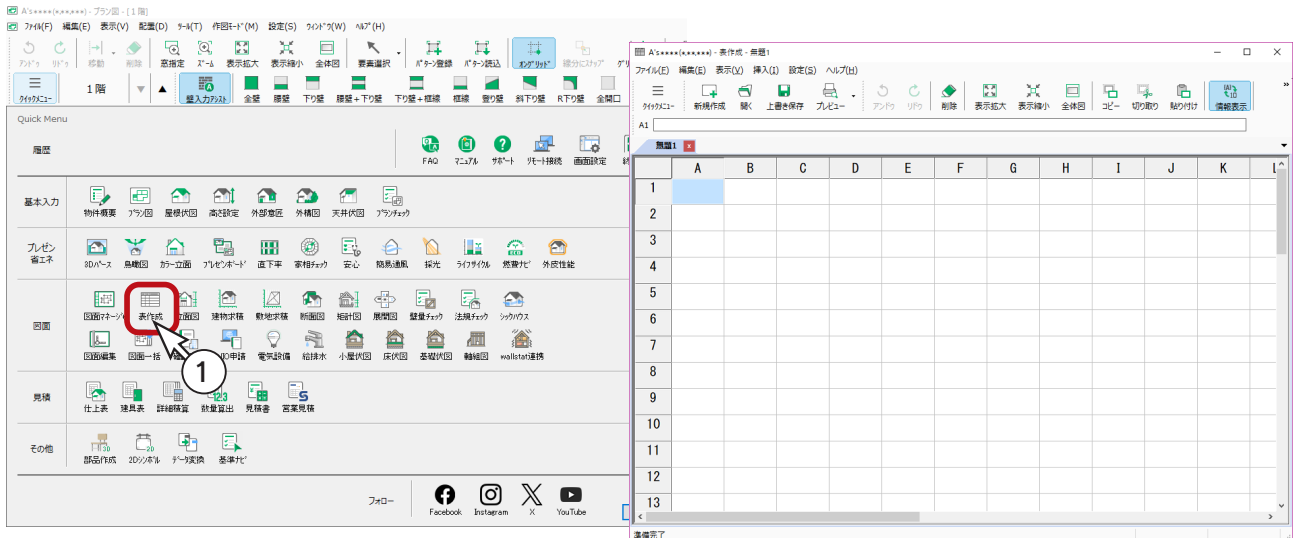 A's ****(*,**,***) - プラン図 - [1 階]
ファイル(F) 編集(E) 表示(V) 配置(D) ツール(T) 作図モード(M) 設定(S) ウィンドウ(W) ヘルプ(H)
アンドゥ リドゥ 移動 削除 窓指定 ズーム 表示拡大 表示縮小 全体図 要素選択 パターン登録 パターン読込 オングリッド 線分にスナップ
クイックメニュー 1 階 ▼ ▲ 壁入力アシスト 全壁 腰壁 下り壁 腰壁+下り壁 下り壁+框線 框線 登り壁 斜下り壁 R下り壁 全開口
Quick Menu
履歴
FAQ マニュアル サポート リモート接続 画面設定
基本入力
物件概要 プラン図 屋根伏図 高さ設定 外部意匠 外構図 天井伏図 プランチェック
プレゼン
省エネ
3Dパース 鳥瞰図 カラー立面 プレゼンボード 直下率 家相チェック 安心 簡易通風 採光 ライフサイクル 燃費ナビ 外皮性能
図面
図面マネージ 表作成 立面図 建物求積 敷地求積 断面図 矩計図 展開図 壁量チェック 法規チェック シックハウス
図面編集 図面一括 申請 電気設備 給排水 小屋伏図 床伏図 基礎伏図 軸組図 wallstat連携
1
見積
仕上表 建具表 詳細積算 数量算出 見積書 営業見積
その他
部品作成 2Dシンボル データ変換 基準ナビ
フォロー
Facebook Instagram X YouTube
A's****(*,**,***) - 表作成 - 無題1
ファイル(F) 編集(E) 表示(V) 挿入(I) 設定(S) ヘルプ(H)
クイックメニュー 新規作成 開く 上書き保存 プレビュー アンドゥ リドゥ 削除 表示拡大 表示縮小 全体図 コピー 切り取り 貼り付け 情報表示
A1
無題1
A B C D E F G H I J K L
1
2
3
4
5
6
7
8
9
10
11
12
13
準備完了